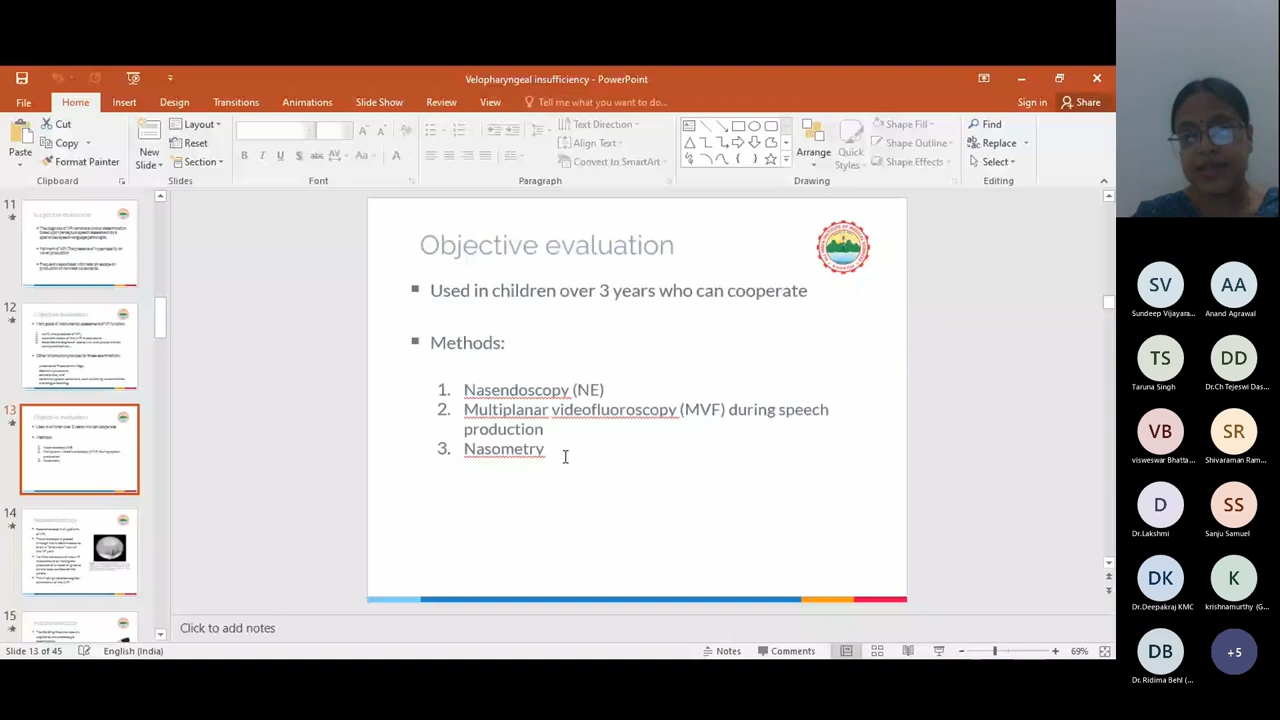 Velopharyngeal insufficiency - PowerPoint
File Home Insert Design Transitions Animations Slide Show Review View Tell me what you want to do... Sign in Share
Paste Cut Copy Format Painter
Clipboard
New Slide Layout Reset Section
Slides
Font
Text Direction Align Text Convert to SmartArt
Paragraph
Arrange Quick Styles Shape Fill Shape Outline Shape Effects
Drawing
Find Replace Select
Editing
11
12
13
14
15
Objective evaluation
Used in children over 3 years who can cooperate
Methods:
1. Nasendoscopy (NE)
2. Multiplanar videofluoroscopy (MVF) during speech
production
3. Nasometry
Click to add notes
Slide 13 of 45 English (India) Notes Comments 69%
SV AA
Sundeep Vijayara... Anand Agrawal
TS DD
Taruna Singh Dr.Ch Tejeswi Das...
VB SR
visweswar Bhatta... Shivaraman Ram...
D SS
Dr.Lakshmi Sanju Samuel
DK K
Dr.Deepakraj KMC krishnamurthy (G...
DB +5
Dr. Ridima Behl (...